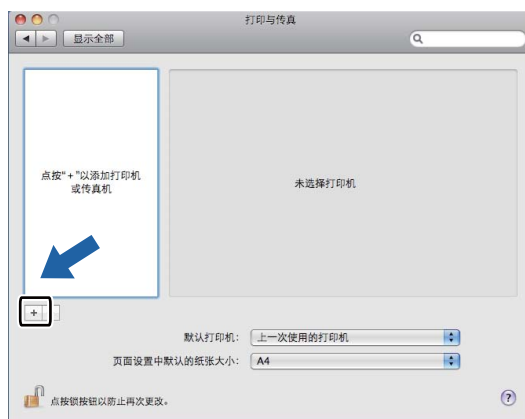 打印与传真
显示全部
点按“+”以添加打印机
或传真机
未选择打印机
+
默认打印机: 上一次使用的打印机
页面设置中默认的纸张大小: A4
点按锁按钮以防止再次更改。
?